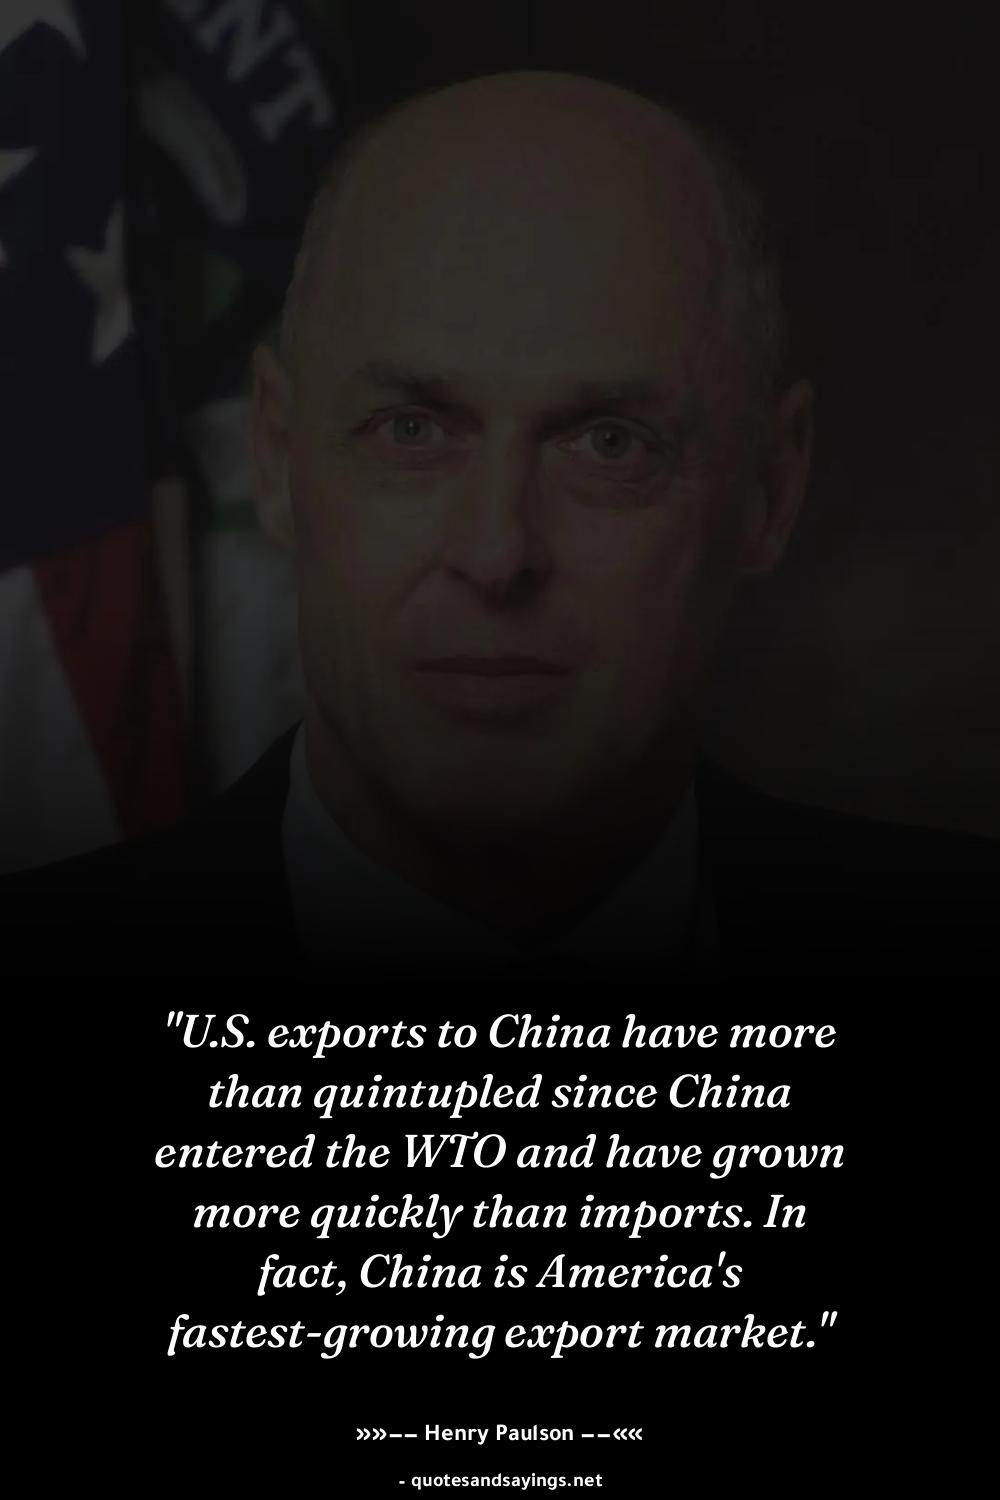 ENT
"U.S. exports to China have more
than quintupled since China
entered the WTO and have grown
more quickly than imports. In
fact, China is America's
fastest-growing export market."
»»–– Henry Paulson ––««
- quotesandsayings.net